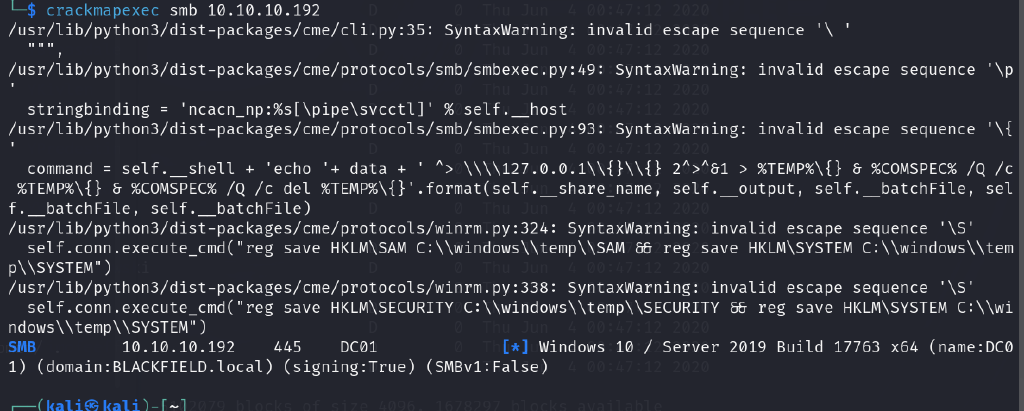 └─$ crackmapexec smb 10.10.10.192
/usr/lib/python3/dist-packages/cme/cli.py:35: SyntaxWarning: invalid escape sequence '\ '
  """,
/usr/lib/python3/dist-packages/cme/protocols/smb/smbexec.py:49: SyntaxWarning: invalid escape sequence '\p
'
  stringbinding = 'ncacn_np:%s[\pipe\svcctl]' % self.__host
/usr/lib/python3/dist-packages/cme/protocols/smb/smbexec.py:93: SyntaxWarning: invalid escape sequence '\{
'
  command = self.__shell + 'echo '+ data + ' ^> \\\\127.0.0.1\\{}\\{} 2^>^&1 > %TEMP%\{} & %COMSPEC% /Q /c
 %TEMP%\{} & %COMSPEC% /Q /c del %TEMP%\{}'.format(self.__share_name, self.__output, self.__batchFile, sel
f.__batchFile, self.__batchFile)
/usr/lib/python3/dist-packages/cme/protocols/winrm.py:324: SyntaxWarning: invalid escape sequence '\S'
  self.conn.execute_cmd("reg save HKLM\SAM C:\\windows\\temp\\SAM && reg save HKLM\SYSTEM C:\\windows\\tem
p\\SYSTEM")
/usr/lib/python3/dist-packages/cme/protocols/winrm.py:338: SyntaxWarning: invalid escape sequence '\S'
  self.conn.execute_cmd("reg save HKLM\SECURITY C:\\windows\\temp\\SECURITY && reg save HKLM\SYSTEM C:\\wi
ndows\\temp\\SYSTEM")
SMB         10.10.10.192    445    DC01             [*] Windows 10 / Server 2019 Build 17763 x64 (name:DC0
1) (domain:BLACKFIELD.local) (signing:True) (SMBv1:False)
┌──(kali㉿kali)-[~]